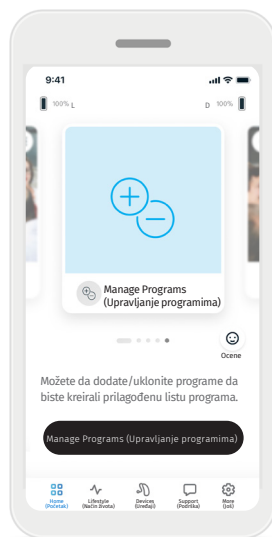 9:41
100% L D 100%
Manage Programs
(Upravljanje programima)
Ocene
Možete da dodate/uklonite programe da
biste kreirali prilagođenu listu programa.
Manage Programs (Upravljanje programima)
Home Lifestyle Devices Support More
(Početak) (Način života) (Uređaji) (Podrška) (Još)